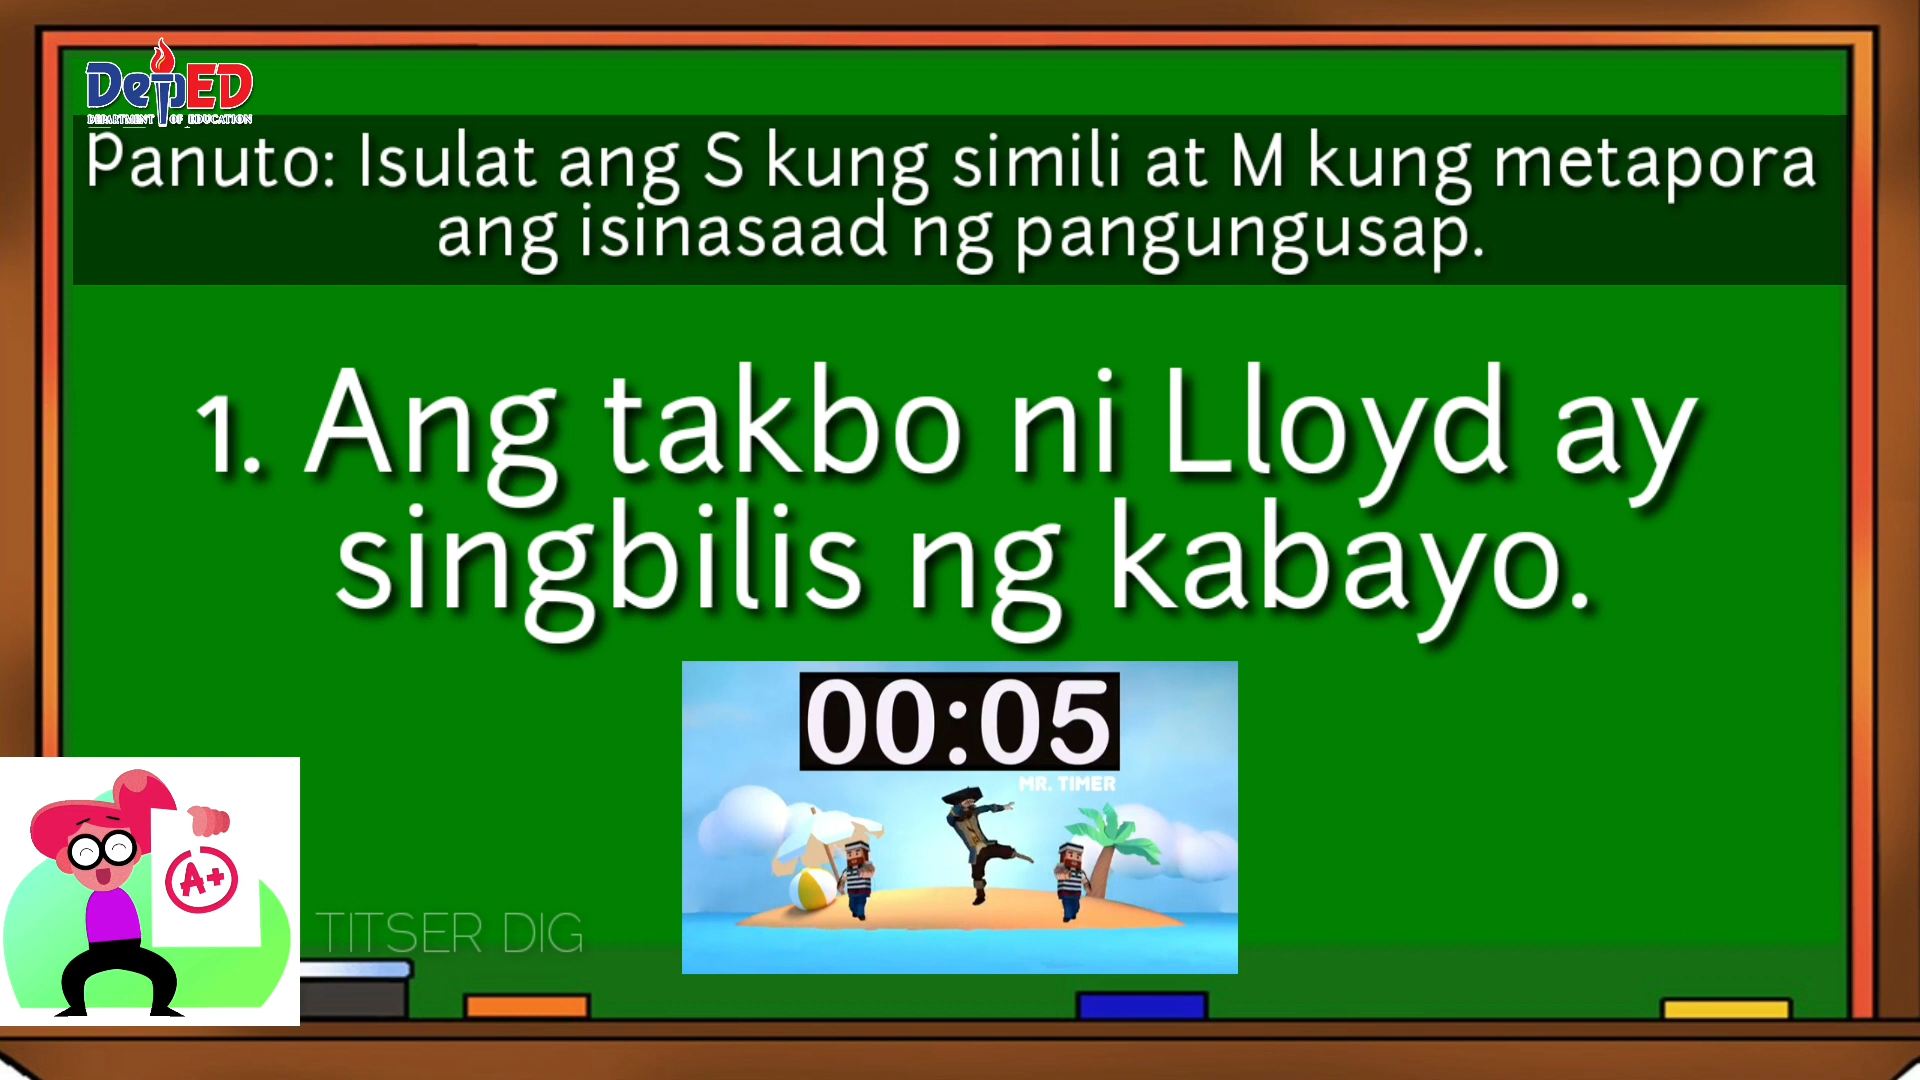 DepED
DEPARTMENT OF EDUCATION
Panuto: Isulat ang S kung simili at M kung metapora
ang isinasaad ng pangungusap.
1. Ang takbo ni Lloyd ay
singbilis ng kabayo.
00:05
MR. TIMER
A+
TITSER DIG